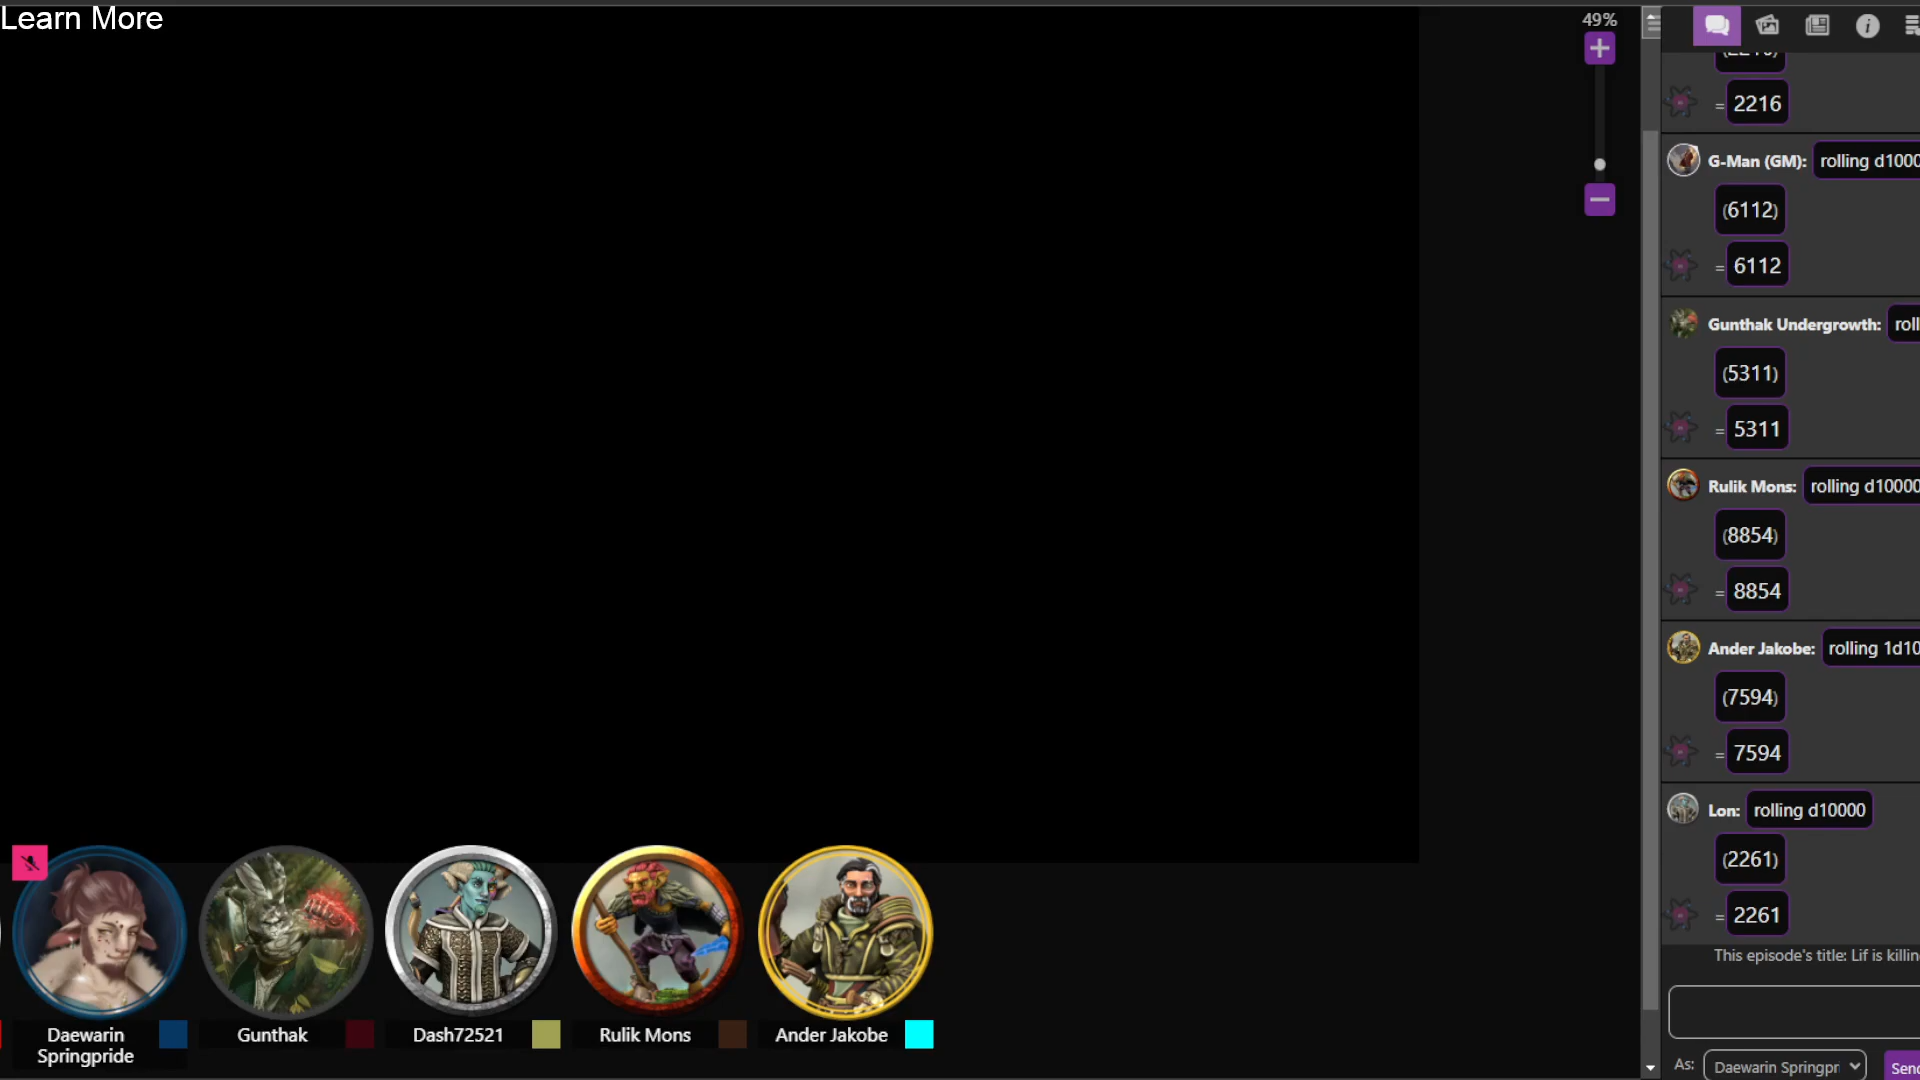 Learn More
49%
= 2216
G-Man (GM): rolling d1000
(6112)
= 6112
Gunthak Undergrowth: roll
(5311)
= 5311
Rulik Mons: rolling d10000
(8854)
= 8854
Ander Jakobe: rolling 1d10
(7594)
= 7594
Lon: rolling d10000
(2261)
= 2261
This episode's title: Lif is killin
As: Daewarin Springpr
Send
Daewarin
Springpride
Gunthak
Dash72521
Rulik Mons
Ander Jakobe